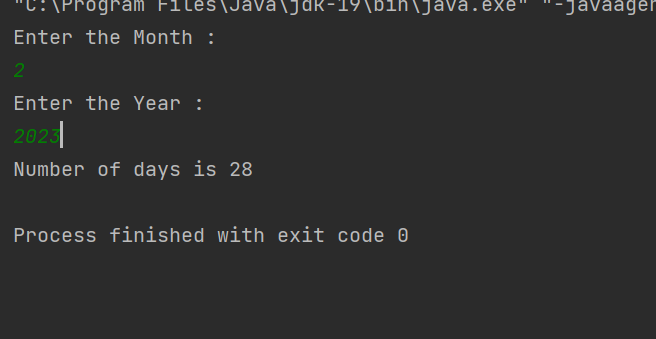 "C:\Program Files\Java\jdk-19\bin\java.exe" "-javaagen
Enter the Month :
2
Enter the Year :
2023
Number of days is 28
Process finished with exit code 0